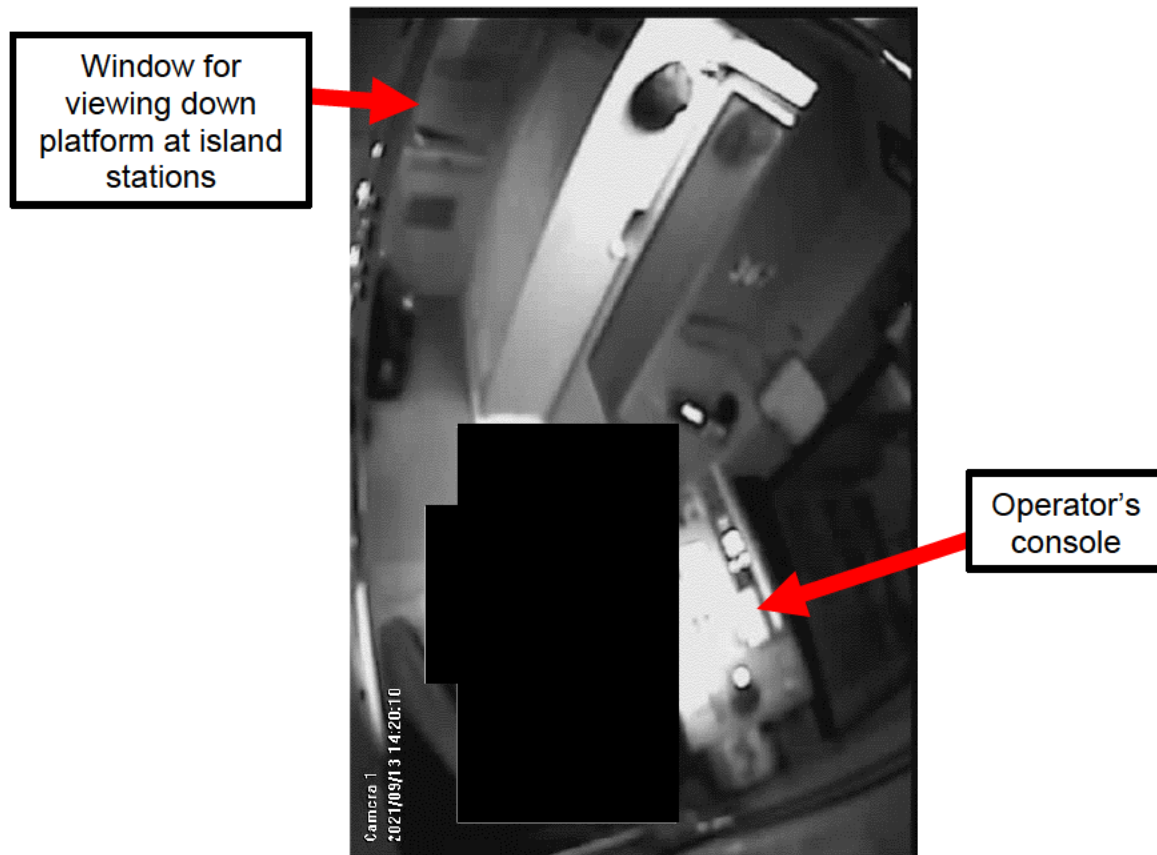 Window for
viewing down
platform at island
stations
Operator's
console
Camera 1
2021/09/13 14:20:10